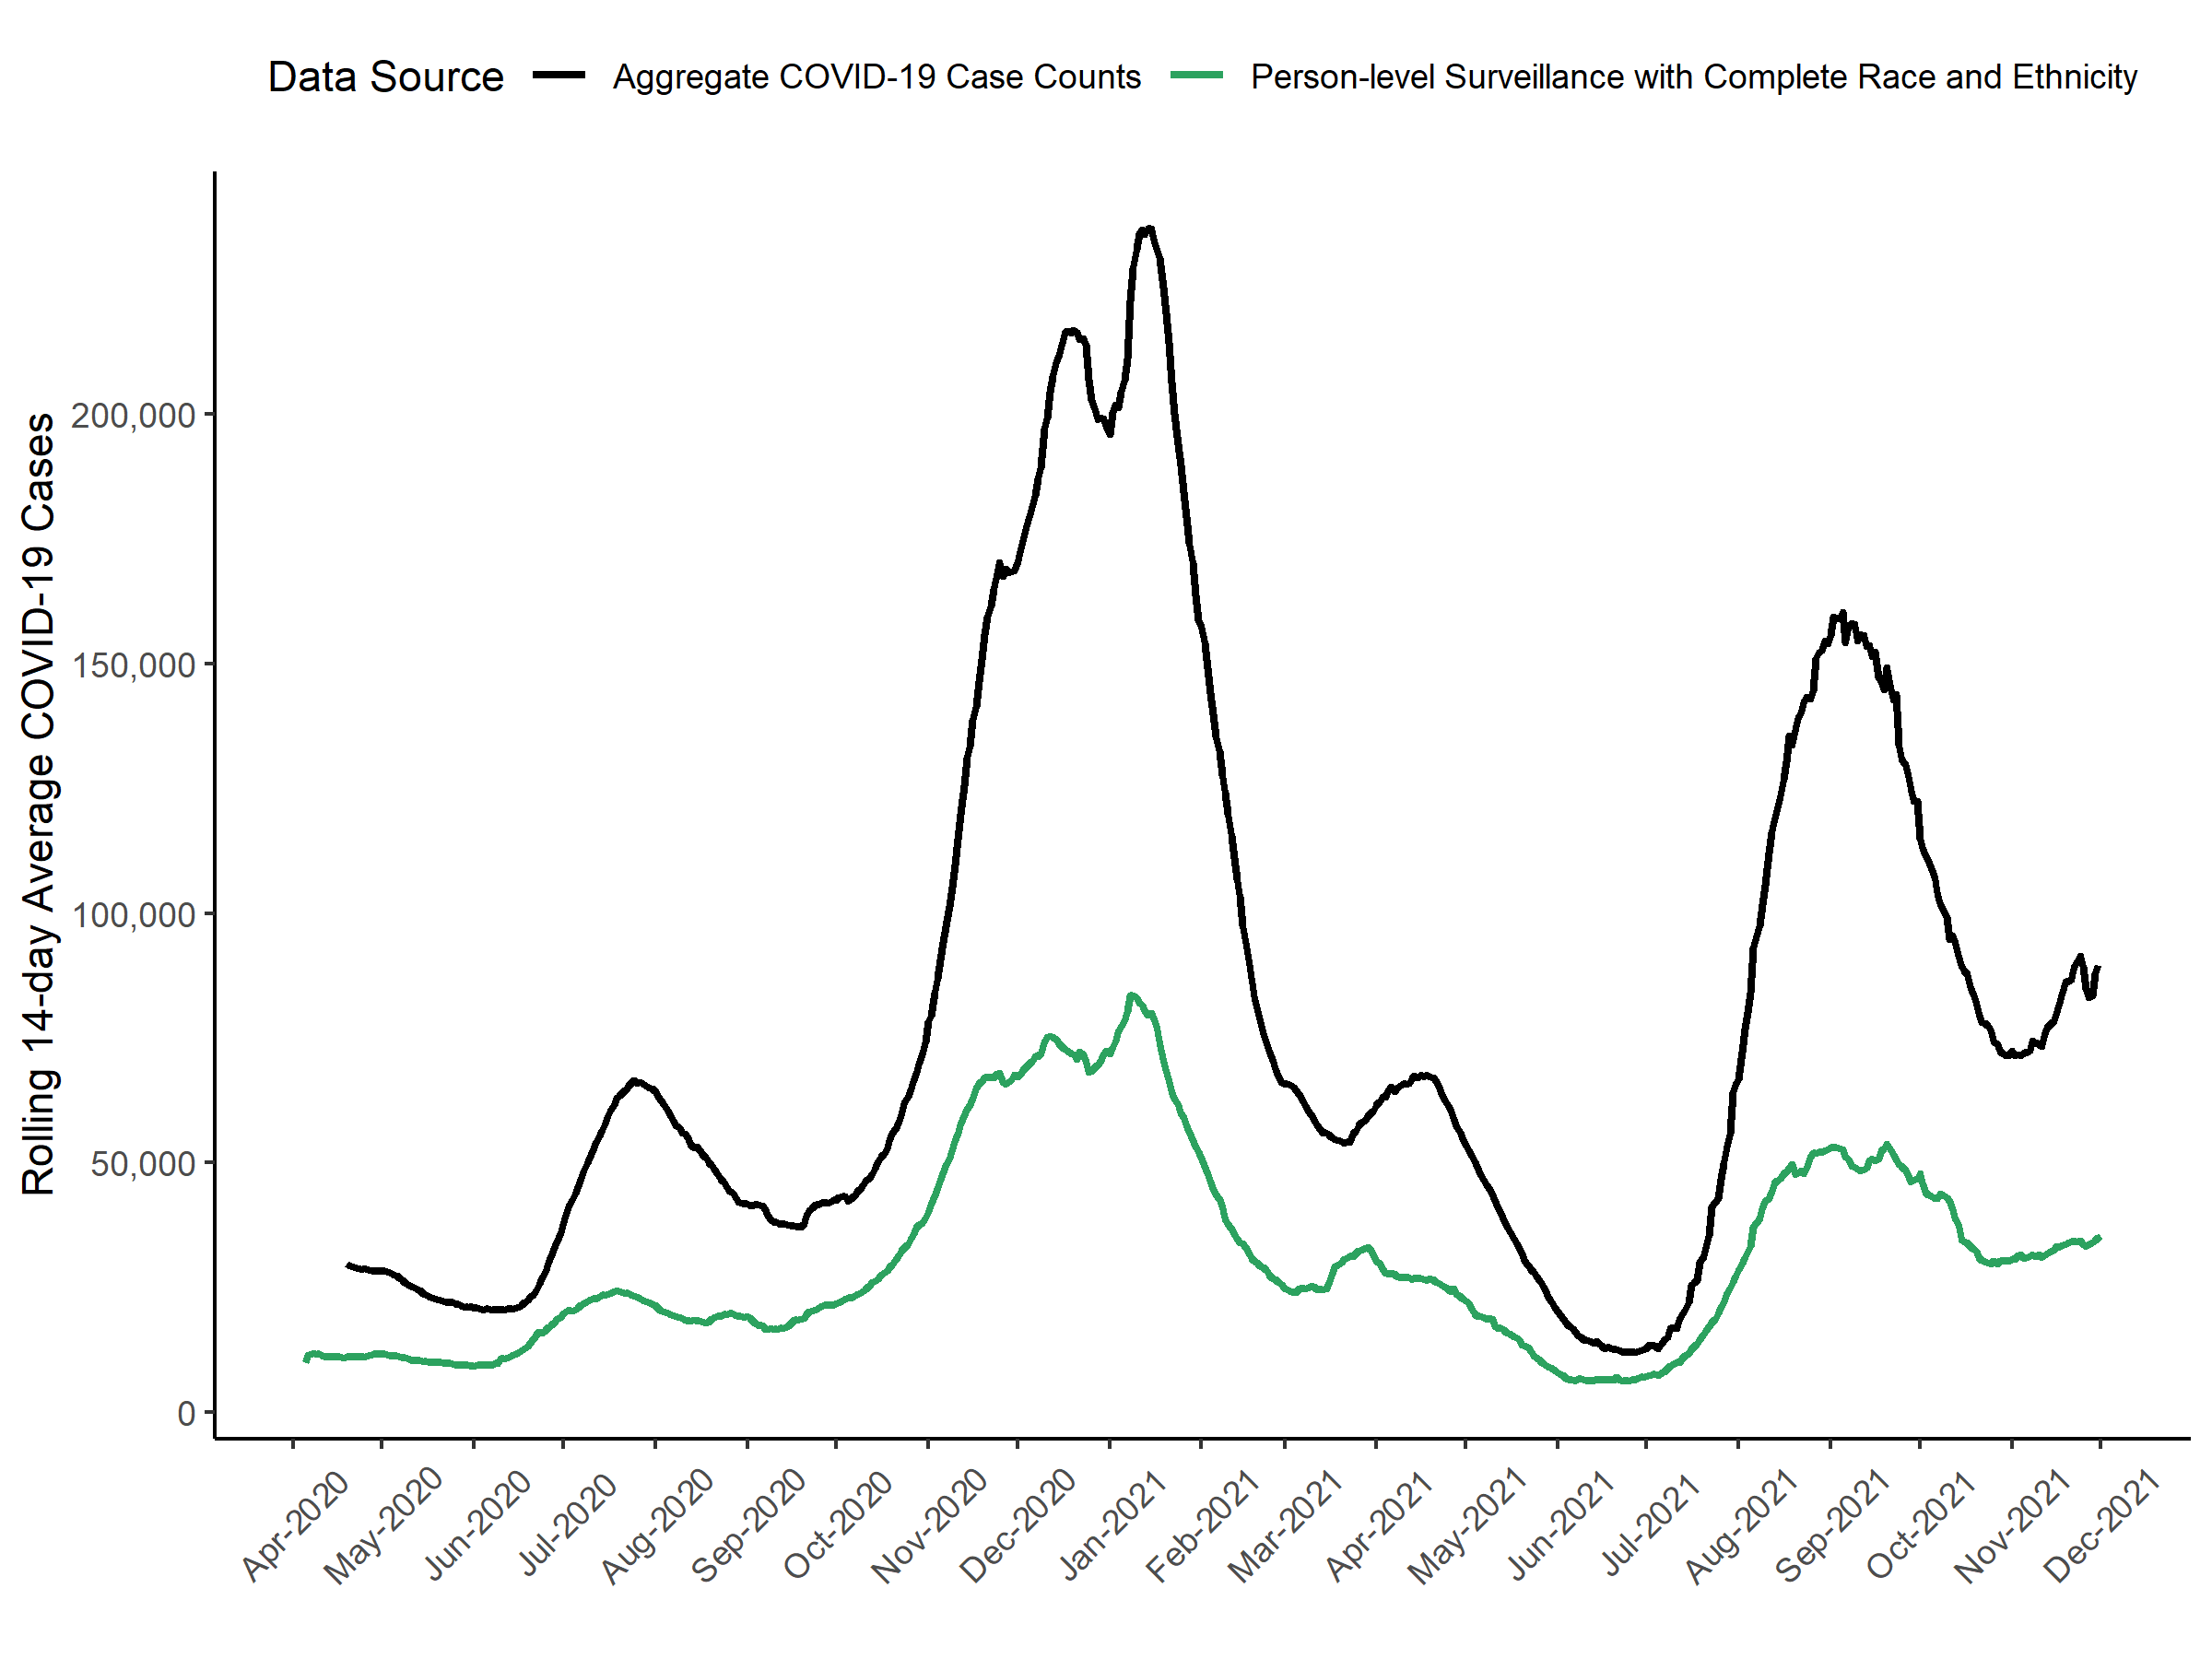 Data Source Aggregate COVID-19 Case Counts Person-level Surveillance with Complete Race and Ethnicity
Rolling 14-day Average COVID-19 Cases
200,000
150,000
100,000
50,000
0
Apr-2020
May-2020
Jun-2020
Jul-2020
Aug-2020
Sep-2020
Oct-2020
Nov-2020
Dec-2020
Jan-2021
Feb-2021
Mar-2021
Apr-2021
May-2021
Jun-2021
Jul-2021
Aug-2021
Sep-2021
Oct-2021
Nov-2021
Dec-2021